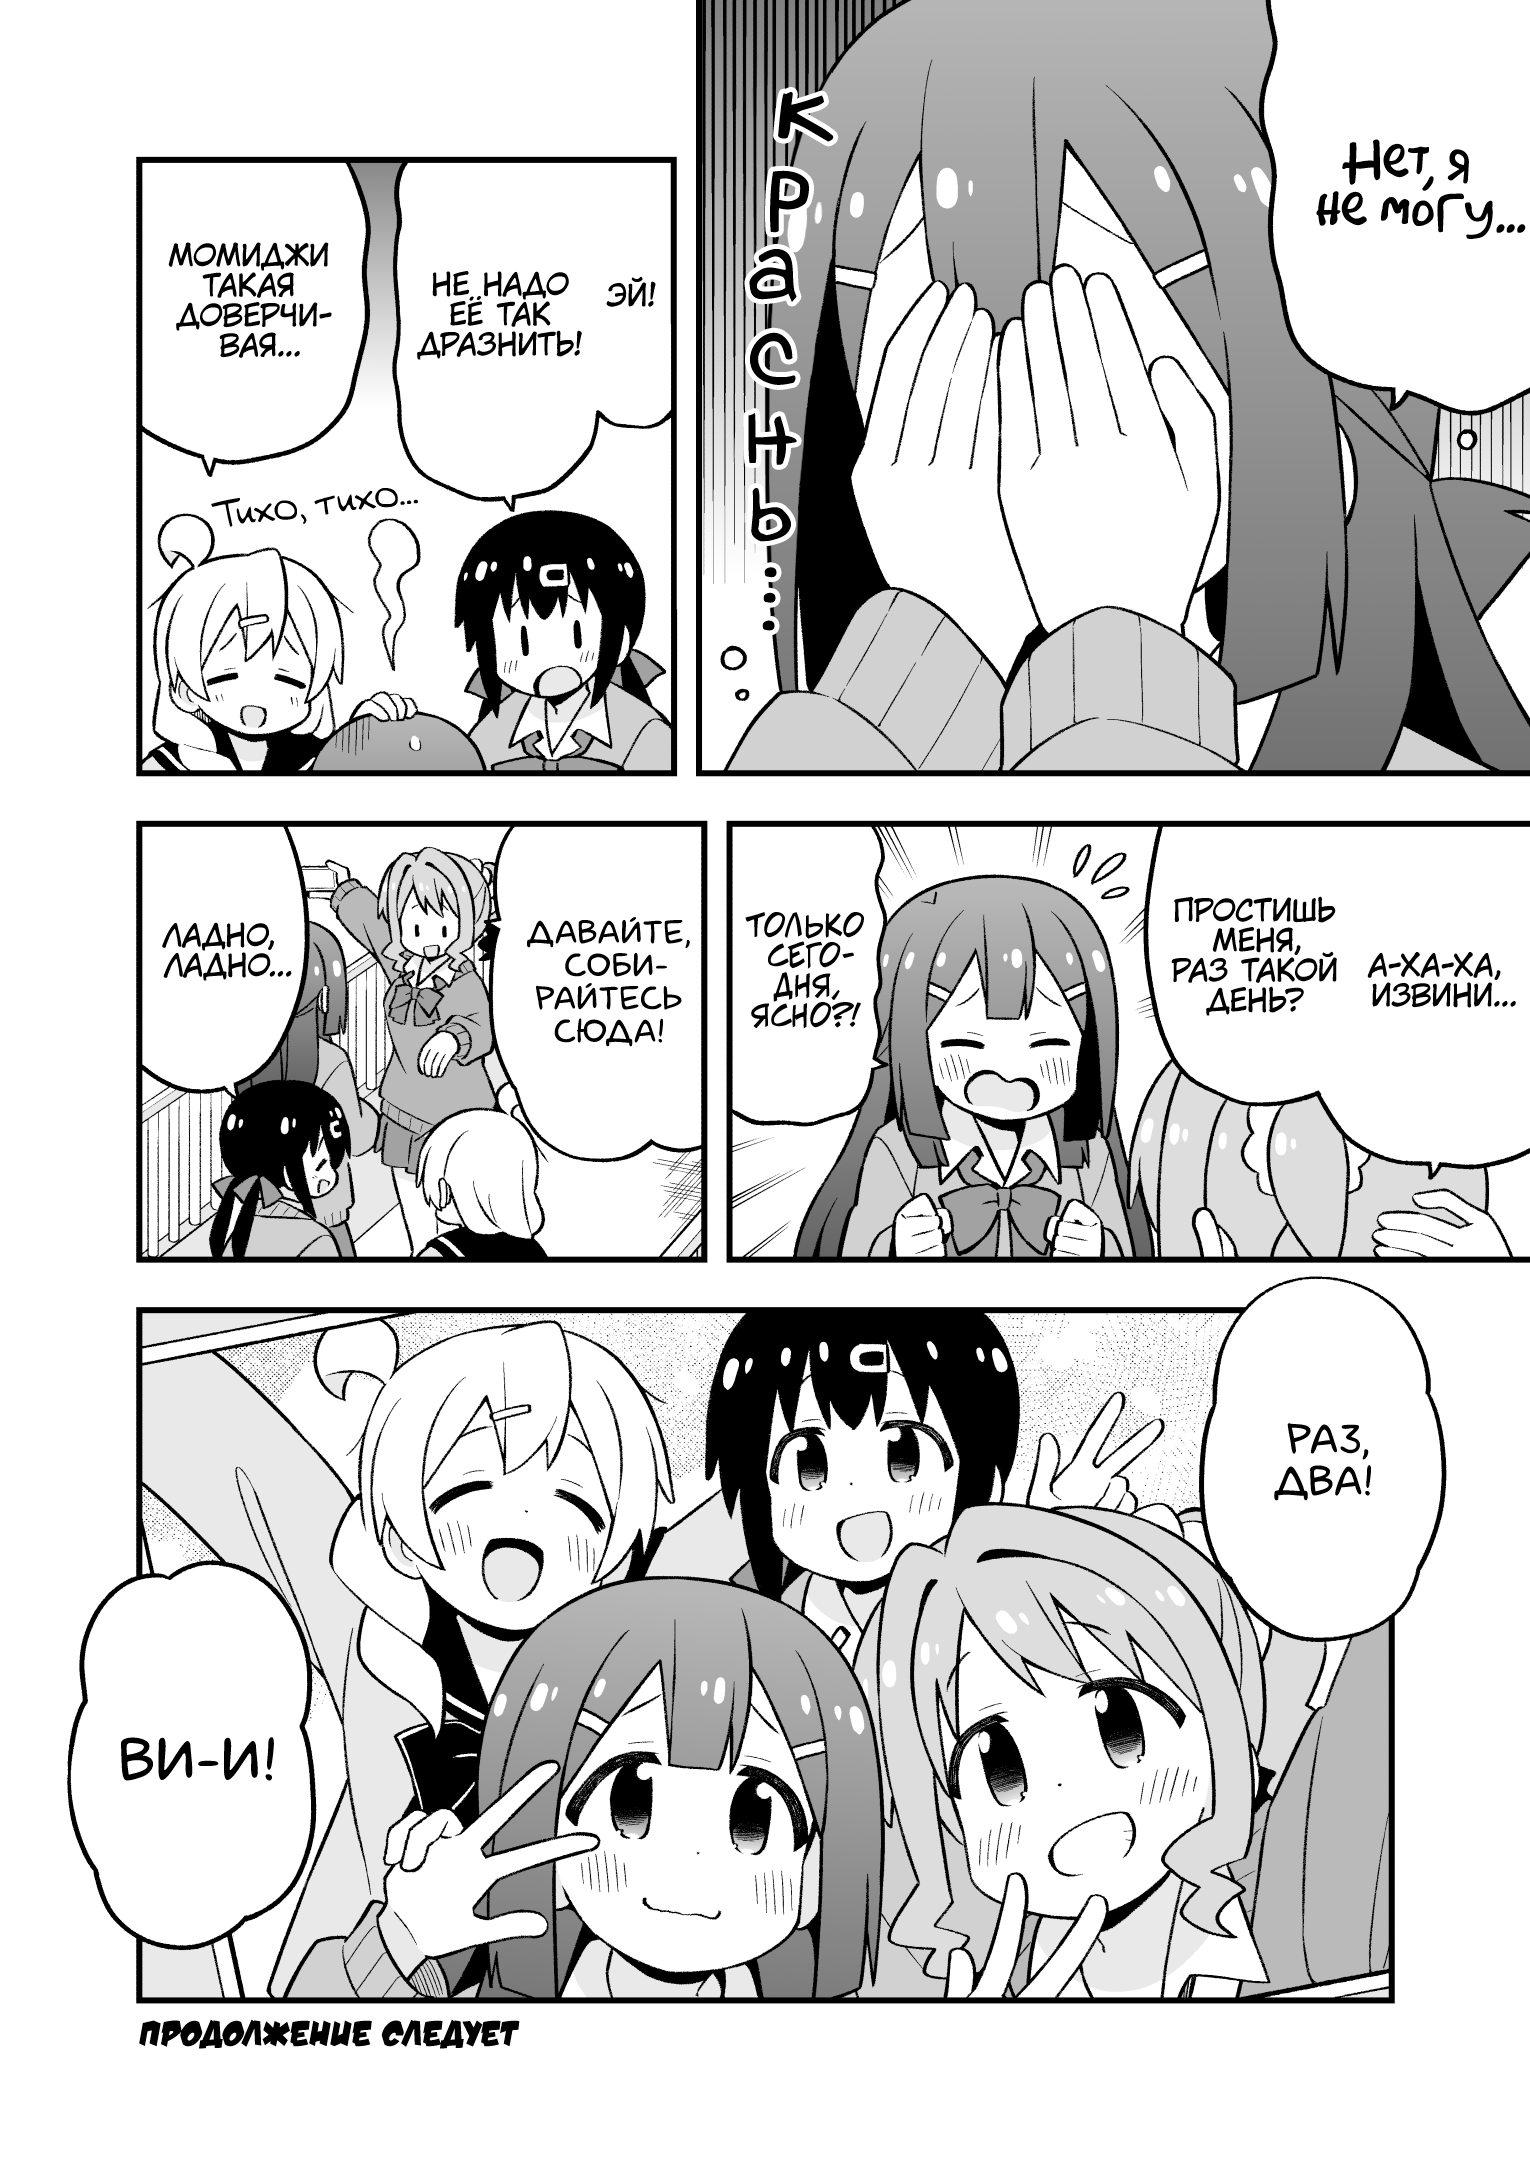 Нет, я
не могу...
Краснь...
ЭЙ!
НЕ НАДО
ЕЁ ТАК
ДРАЗНИТЬ!
МОМИДЖИ
ТАКАЯ
ДОВЕРЧИ-
ВАЯ...
Тихо, тихо...
А-ХА-ХА,
ИЗВИНИ...
ПРОСТИШЬ
МЕНЯ,
РАЗ ТАКОЙ
ДЕНЬ?
ТОЛЬКО
СЕГО-
ДНЯ,
ЯСНО?!
ДАВАЙТЕ,
СОБИ-
РАЙТЕСЬ
СЮДА!
ЛАДНО,
ЛАДНО...
РАЗ,
ДВА!
ВИ-И!
ПРОДОЛЖЕНИЕ СЛЕДУЕТ